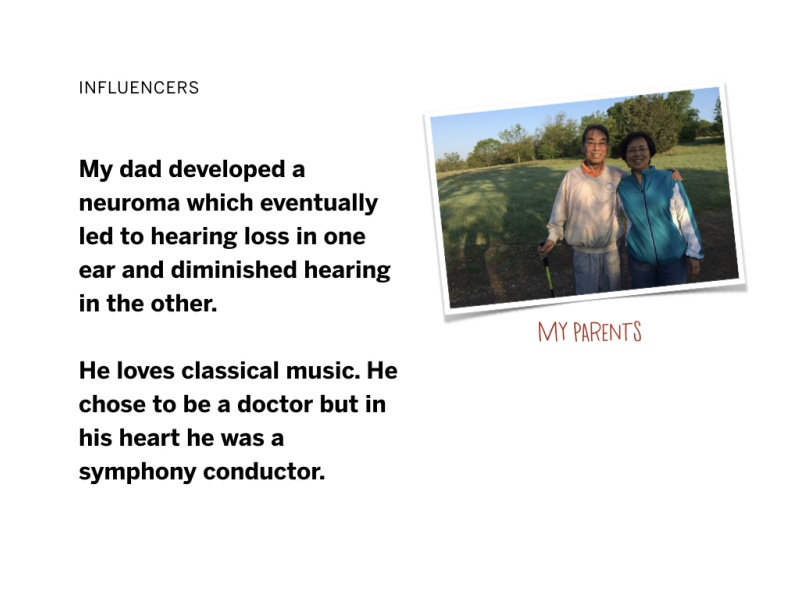 INFLUENCERS
My dad developed a
neuroma which eventually
led to hearing loss in one
ear and diminished hearing
in the other.
He loves classical music. He
chose to be a doctor but in
his heart he was a
symphony conductor.
MY PARENTS